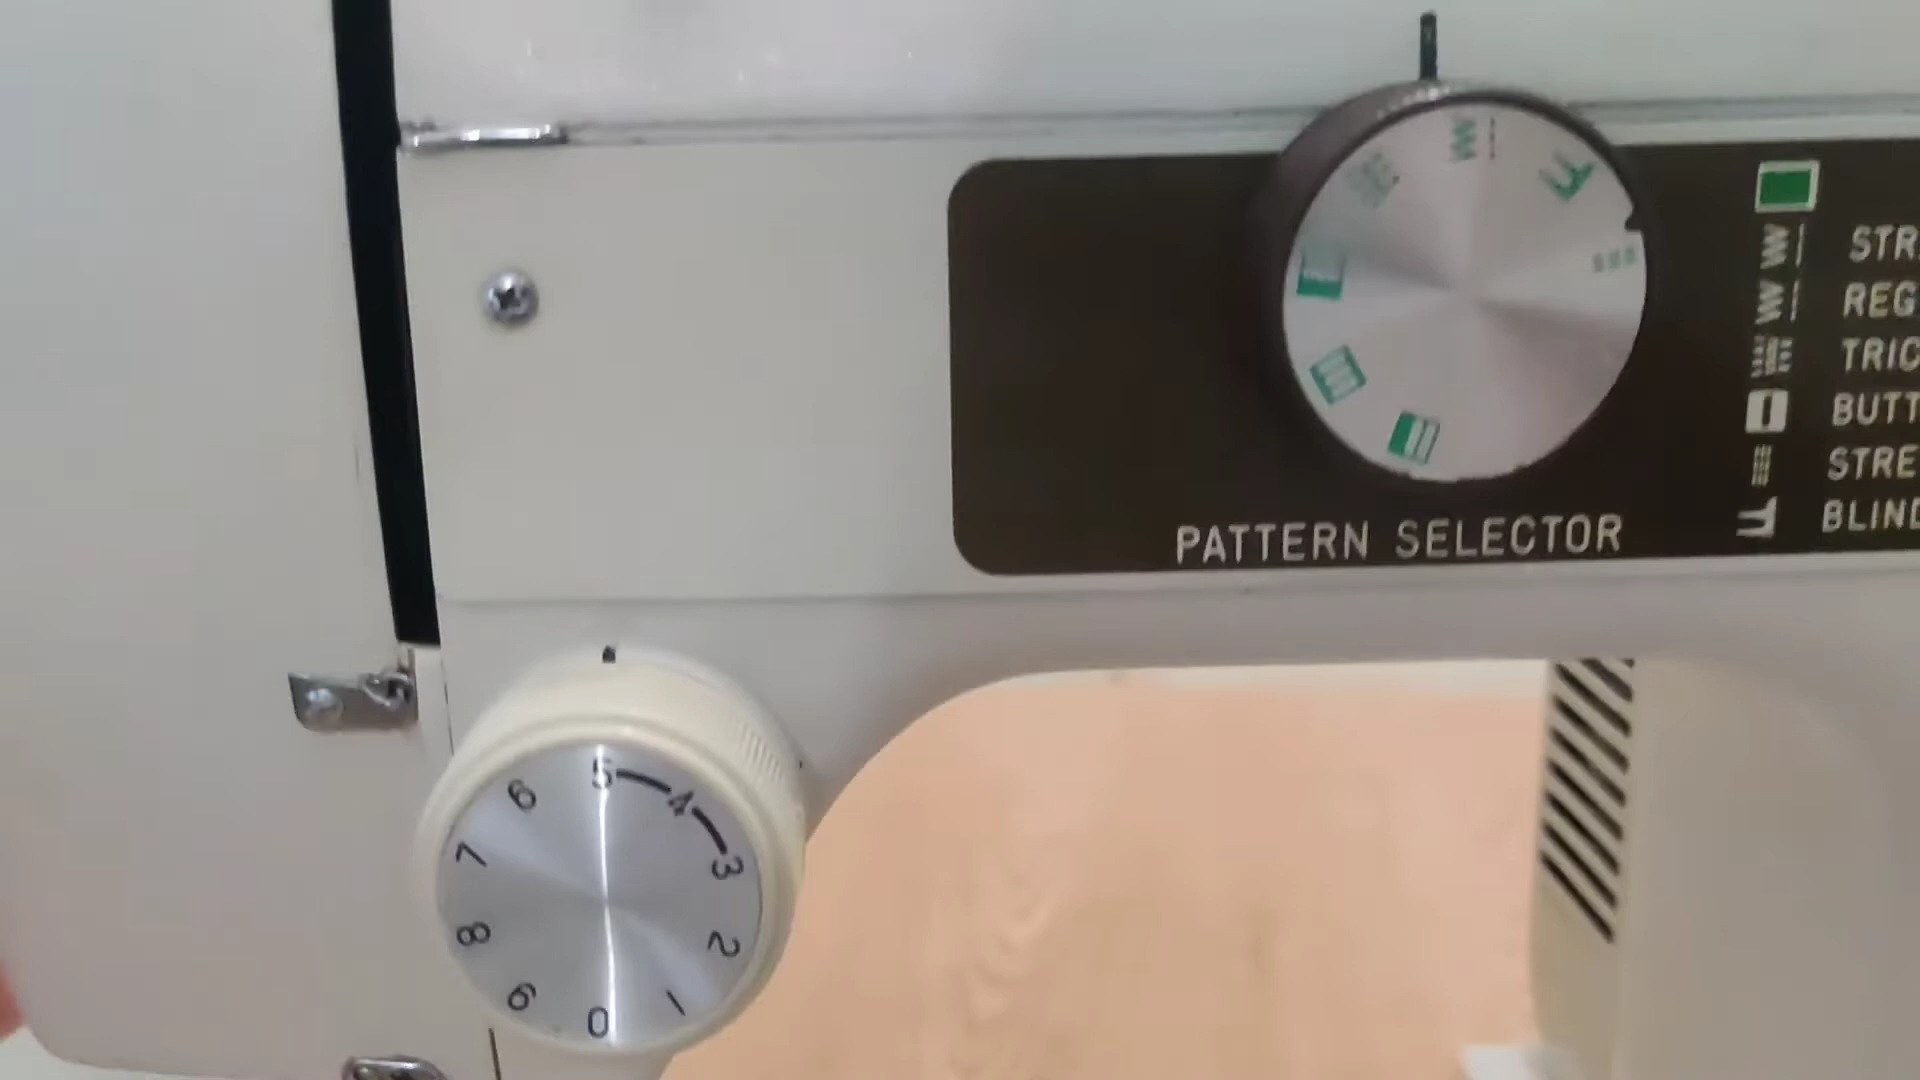 STR
REG
TRIC
BUTT
STRE
BLIND
PATTERN SELECTOR
5
6 4
7 3
8 2
9 1
0